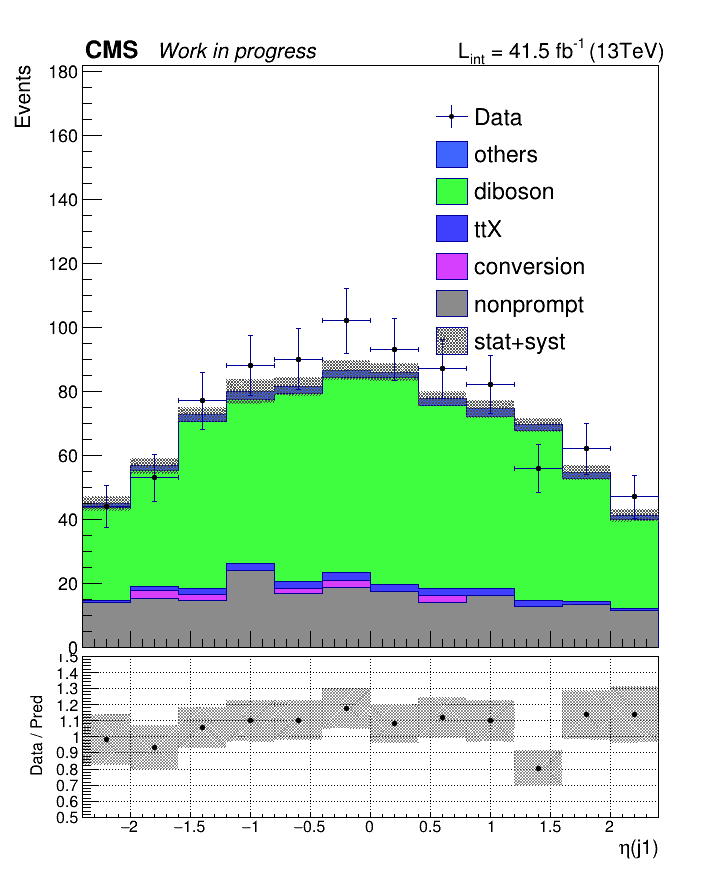 CMS Work in progress L_int = 41.5 fb^-1 (13TeV)
Events
180
160
140
120
100
80
60
40
20
0
Data
others
diboson
ttX
conversion
nonprompt
stat+syst
Data / Pred
1.5
1.4
1.3
1.2
1.1
1
0.9
0.8
0.7
0.6
0.5
−2 −1.5 −1 −0.5 0 0.5 1 1.5 2
η(j1)